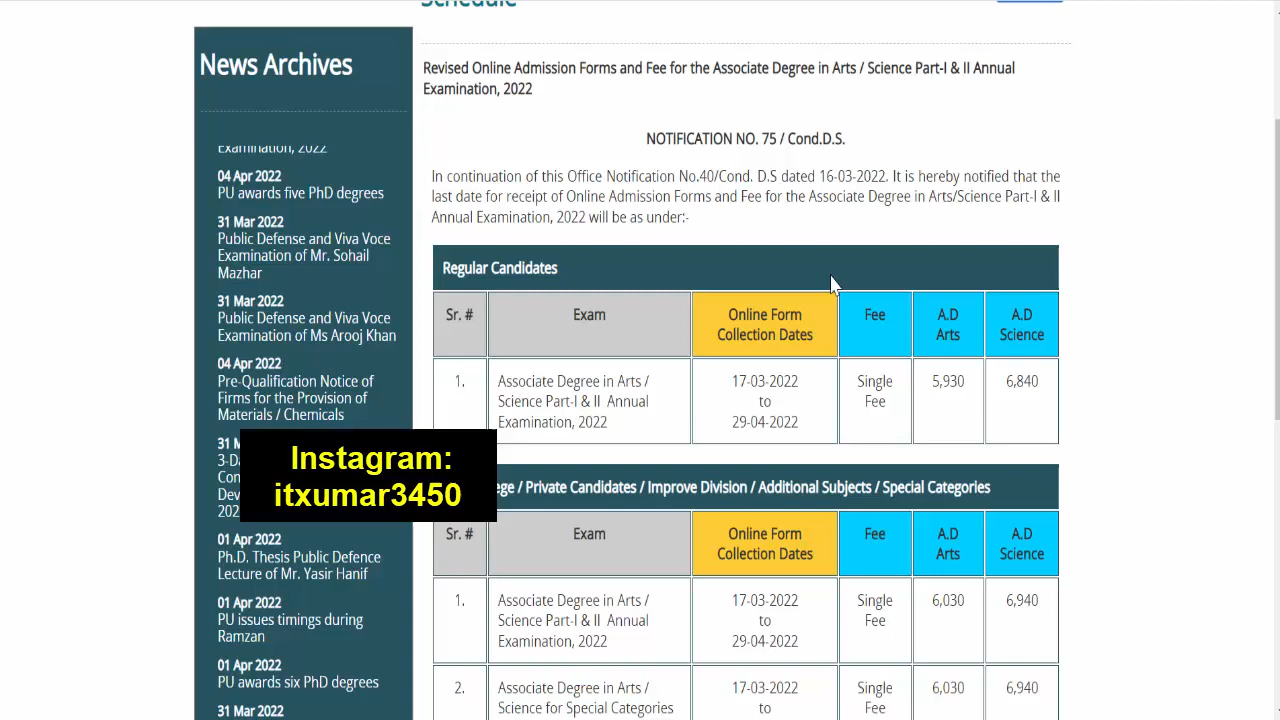 Schedule
News Archives
Examination, 2022
04 Apr 2022
PU awards five PhD degrees
31 Mar 2022
Public Defense and Viva Voce
Examination of Mr. Sohail
Mazhar
31 Mar 2022
Public Defense and Viva Voce
Examination of Ms Arooj Khan
04 Apr 2022
Pre-Qualification Notice of
Firms for the Provision of
Materials / Chemicals
31 M
3-Da
Con
Dev
202
01 Apr 2022
Ph.D. Thesis Public Defence
Lecture of Mr. Yasir Hanif
01 Apr 2022
PU issues timings during
Ramzan
01 Apr 2022
PU awards six PhD degrees
31 Mar 2022
Instagram:
itxumar3450
Revised Online Admission Forms and Fee for the Associate Degree in Arts / Science Part-I & II Annual
Examination, 2022
NOTIFICATION NO. 75 / Cond.D.S.
In continuation of this Office Notification No.40/Cond. D.S dated 16-03-2022. It is hereby notified that the
last date for receipt of Online Admission Forms and Fee for the Associate Degree in Arts/Science Part-I & II
Annual Examination, 2022 will be as under:-
Regular Candidates
Sr. # Exam Online Form Fee A.D A.D
Collection Dates Arts Science
1. Associate Degree in Arts / 17-03-2022 Single 5,930 6,840
Science Part-I & II Annual to Fee
Examination, 2022 29-04-2022
ege / Private Candidates / Improve Division / Additional Subjects / Special Categories
Sr. # Exam Online Form Fee A.D A.D
Collection Dates Arts Science
1. Associate Degree in Arts / 17-03-2022 Single 6,030 6,940
Science Part-I & II Annual to Fee
Examination, 2022 29-04-2022
2. Associate Degree in Arts / 17-03-2022 Single 6,030 6,940
Science for Special Categories to Fee